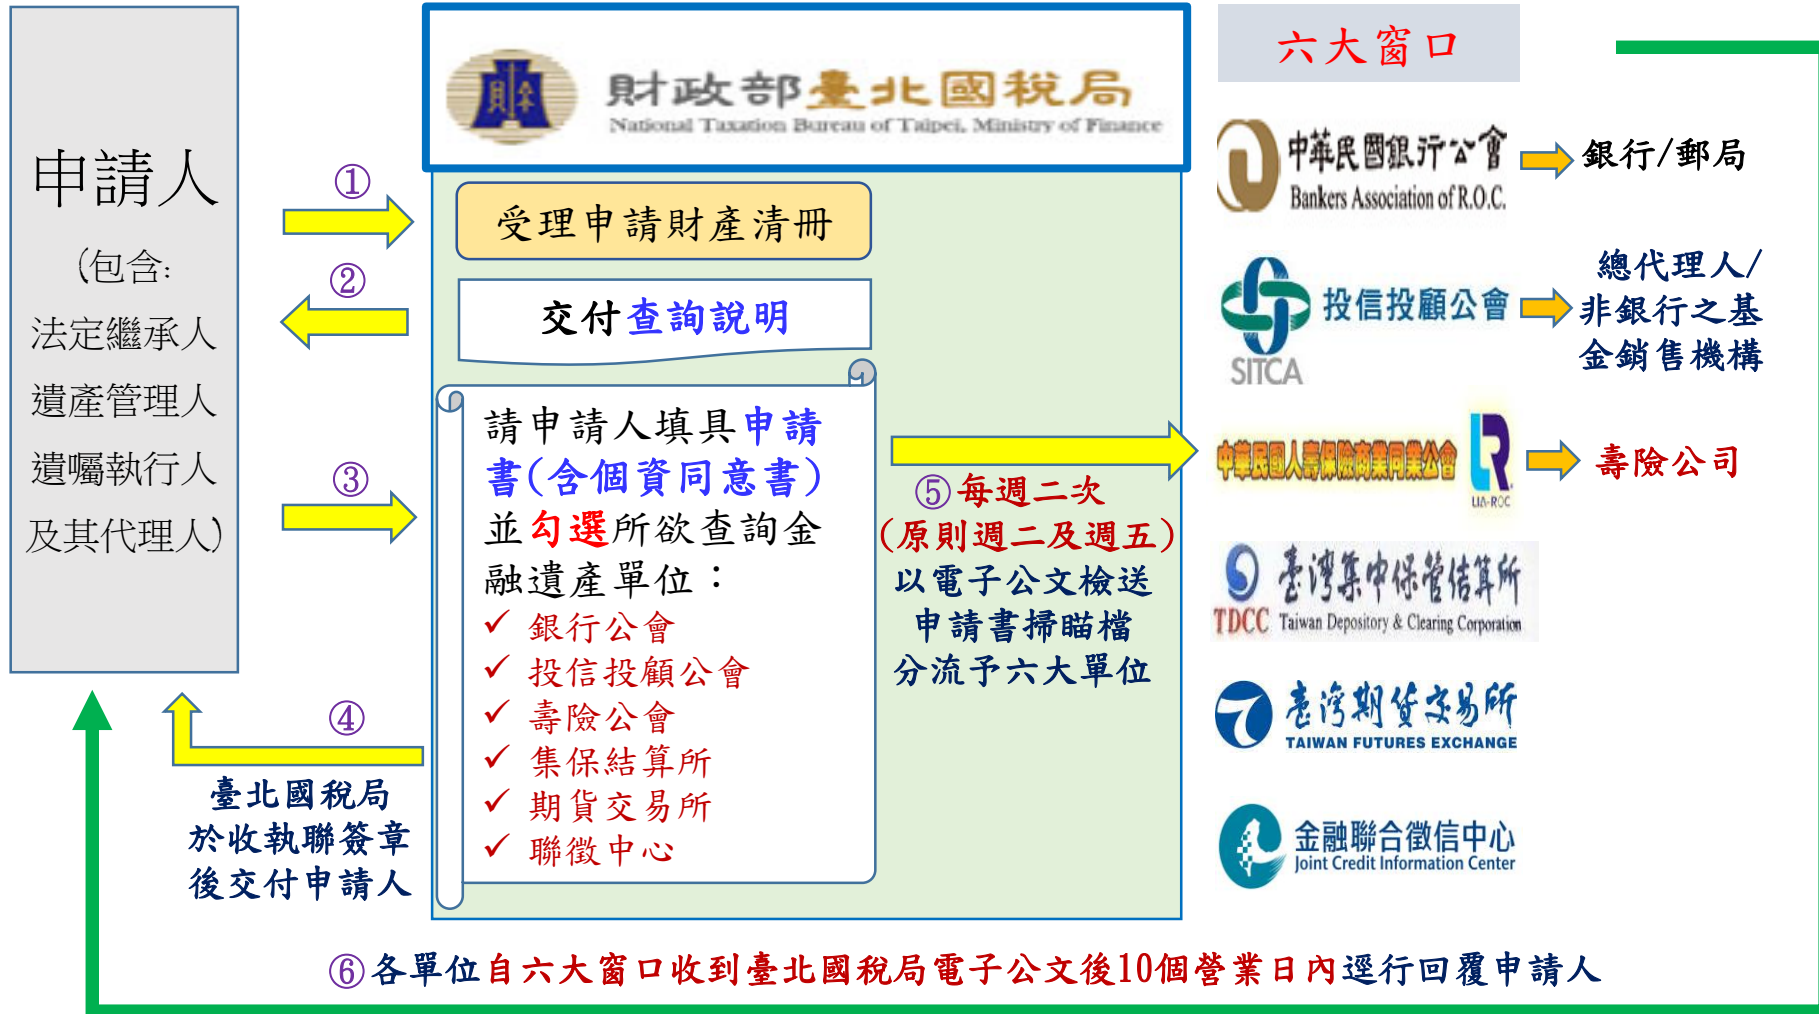 申請人
(包含:
法定繼承人
遺產管理人
遺囑執行人
及其代理人)
①
②
③
④
臺北國稅局
於收執聯簽章
後交付申請人
財政部臺北國稅局
National Taxation Bureau of Taipei, Ministry of Finance
受理申請財產清冊
交付查詢說明
請申請人填具申請
書(含個資同意書)
並勾選所欲查詢金
融遺產單位：
✓ 銀行公會
✓ 投信投顧公會
✓ 壽險公會
✓ 集保結算所
✓ 期貨交易所
✓ 聯徵中心
⑤每週二次
(原則週二及週五)
以電子公文檢送
申請書掃瞄檔
分流予六大單位
六大窗口
中華民國銀行公會
Bankers Association of R.O.C.
銀行/郵局
投信投顧公會
SITCA
總代理人/
非銀行之基
金銷售機構
中華民國人壽保險商業同業公會
LIA-ROC
壽險公司
臺灣集中保管結算所
TDCC Taiwan Depository & Clearing Corporation
臺灣期貨交易所
TAIWAN FUTURES EXCHANGE
金融聯合徵信中心
Joint Credit Information Center
⑥各單位自六大窗口收到臺北國稅局電子公文後10個營業日內逕行回覆申請人